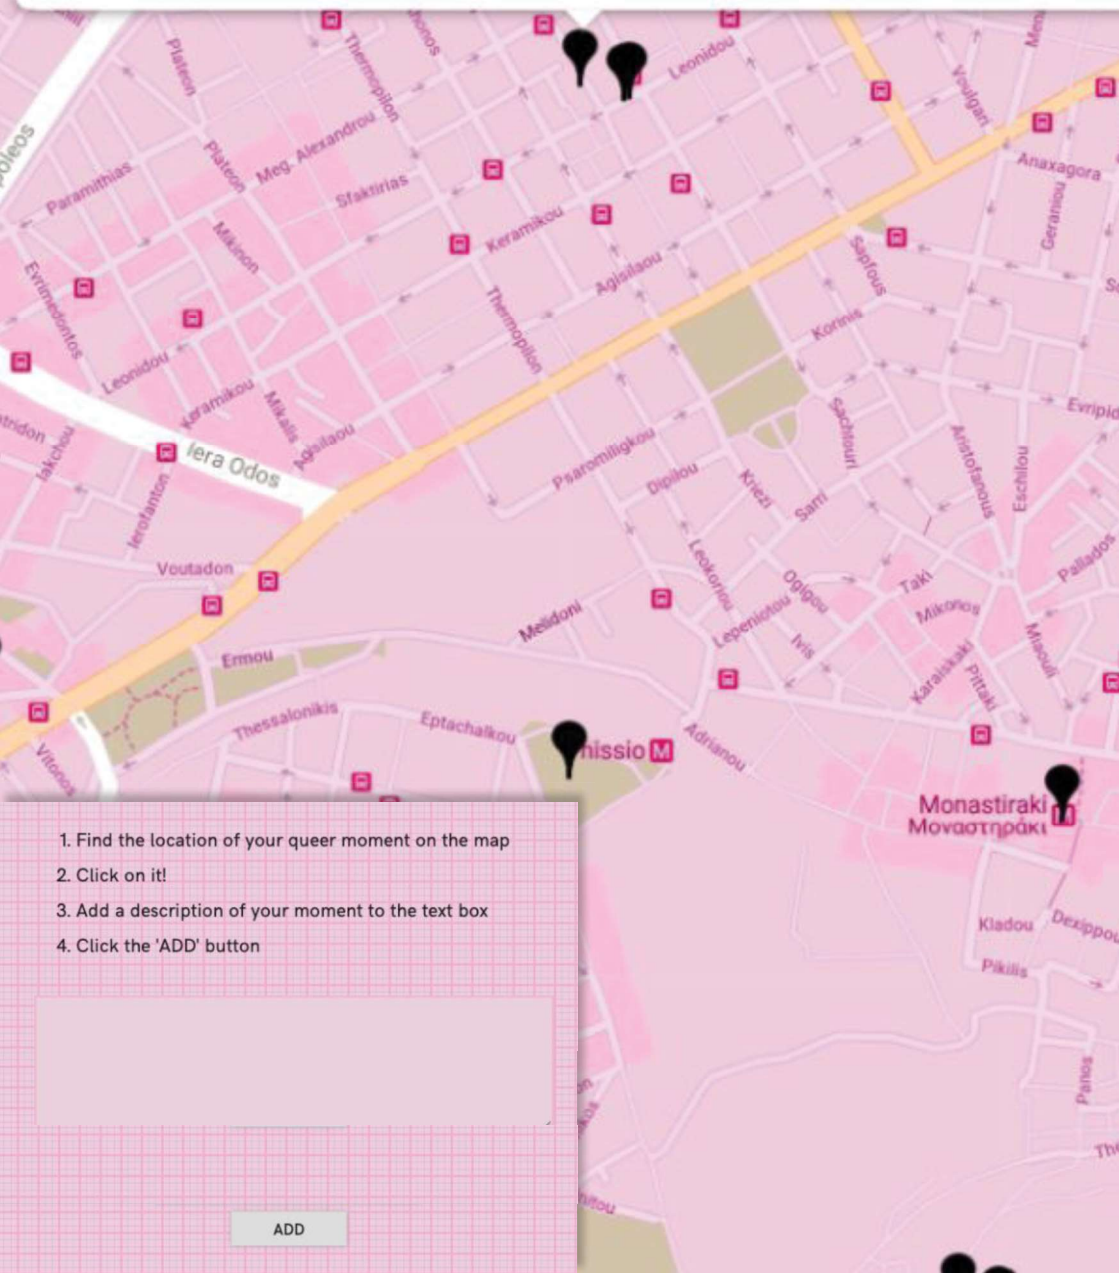 Plateon
Thermopilon
Leonidou
Voulgari
Meg. Alexandrou
Plateon
Paramithias
Sfaktirias
Anaxagora
Geraniou
Keramikou
Mikinon
Sapfous
Agisilaou
Evrimedontos
Thermopilon
Korinis
Leonidou
Keramikou
Mikalis
Agisilaou
Iakchou
Iera Odos
Ierofanton
Psaromiligkou
Dipilou
Kriezi
Sarri
Sachtouri
Aristofanous
Eschilou
Pallados
Voutadon
Leokoriou
Ogigou
Taki
Mikonos
Lepeniotou
Ivis
Melidoni
Miaouli
Karaiskaki
Pittaki
Ermou
Thessalonikis
Eptachalkou
hissio M
Adrianou
Vitonos
Monastiraki
Μοναστηράκι
Kladou
Dexippou
Pikilis
Panos
1. Find the location of your queer moment on the map
2. Click on it!
3. Add a description of your moment to the text box
4. Click the 'ADD' button
ADD